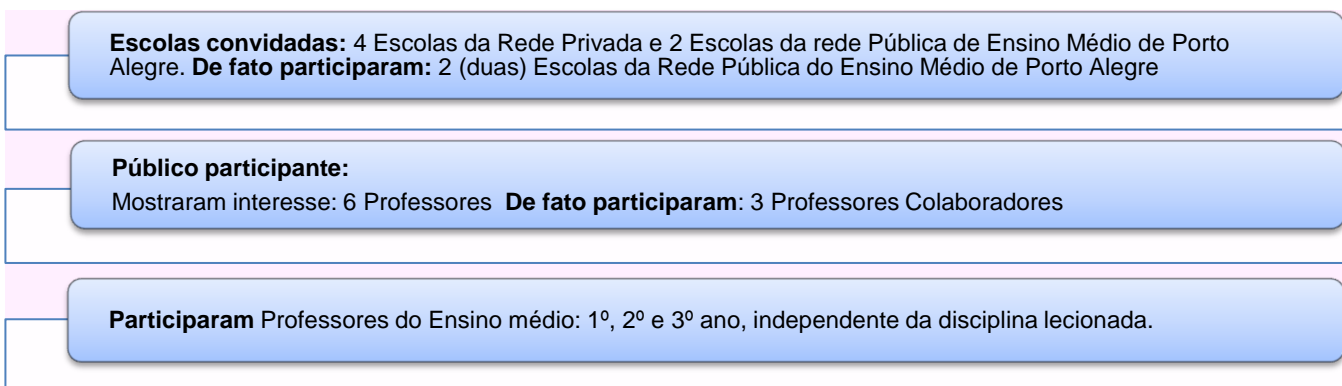 Escolas convidadas: 4 Escolas da Rede Privada e 2 Escolas da rede Pública de Ensino Médio de Porto
Alegre. De fato participaram: 2 (duas) Escolas da Rede Pública do Ensino Médio de Porto Alegre
Público participante:
Mostraram interesse: 6 Professores De fato participaram: 3 Professores Colaboradores
Participaram Professores do Ensino médio: 1º, 2º e 3º ano, independente da disciplina lecionada.